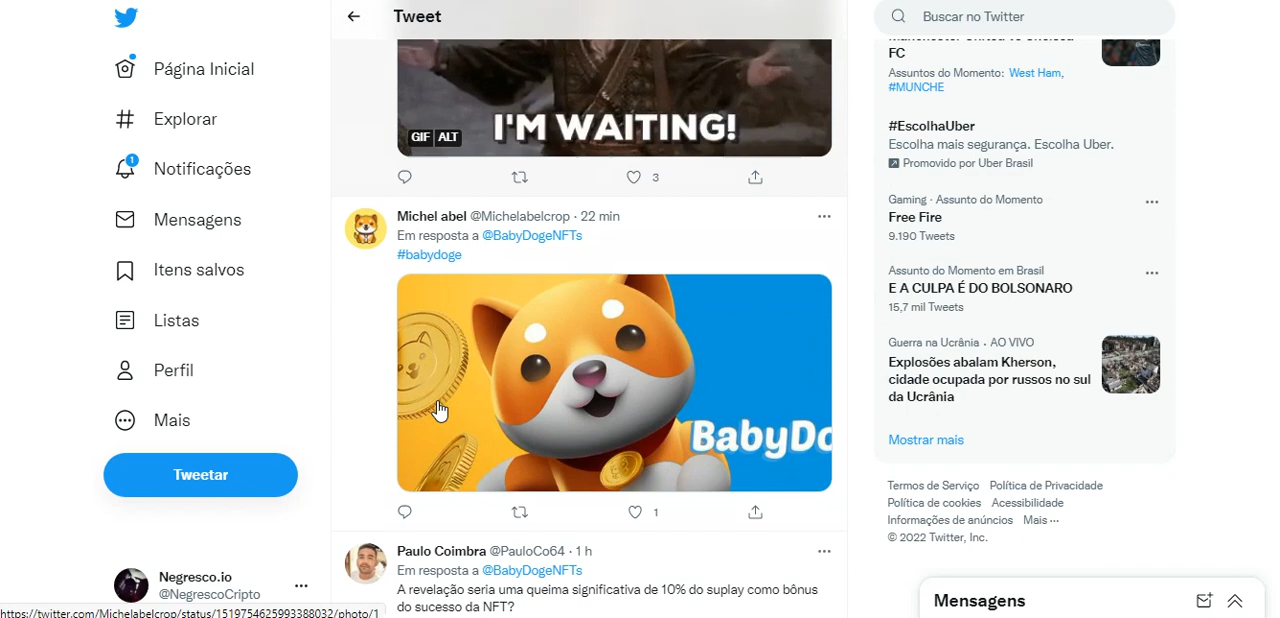 Página Inicial
Explorar
1
Notificações
Mensagens
Itens salvos
Listas
Perfil
Mais
Tweetar
Negresco.io
@NegrescoCripto
https://twitter.com/Michelabelcrop/status/1519754625993388032/photo/1
Tweet
I'M WAITING!
GIF ALT
3
Michel abel @Michelabelcrop · 22 min
Em resposta a @BabyDogeNFTs
#babydoge
BabyDo
1
Paulo Coimbra @PauloCo64 · 1 h
Em resposta a @BabyDogeNFTs
A revelação seria uma queima significativa de 10% do suplay como bônus
do sucesso da NFT?
Buscar no Twitter
FC
Assuntos do Momento: West Ham,
#MUNCHE
#EscolhaUber
Escolha mais segurança. Escolha Uber.
Promovido por Uber Brasil
Gaming · Assunto do Momento
Free Fire
9.190 Tweets
Assunto do Momento em Brasil
E A CULPA É DO BOLSONARO
15,7 mil Tweets
Guerra na Ucrânia · AO VIVO
Explosões abalam Kherson,
cidade ocupada por russos no sul
da Ucrânia
Mostrar mais
Termos de Serviço Política de Privacidade
Política de cookies Acessibilidade
Informações de anúncios Mais ···
© 2022 Twitter, Inc.
Mensagens